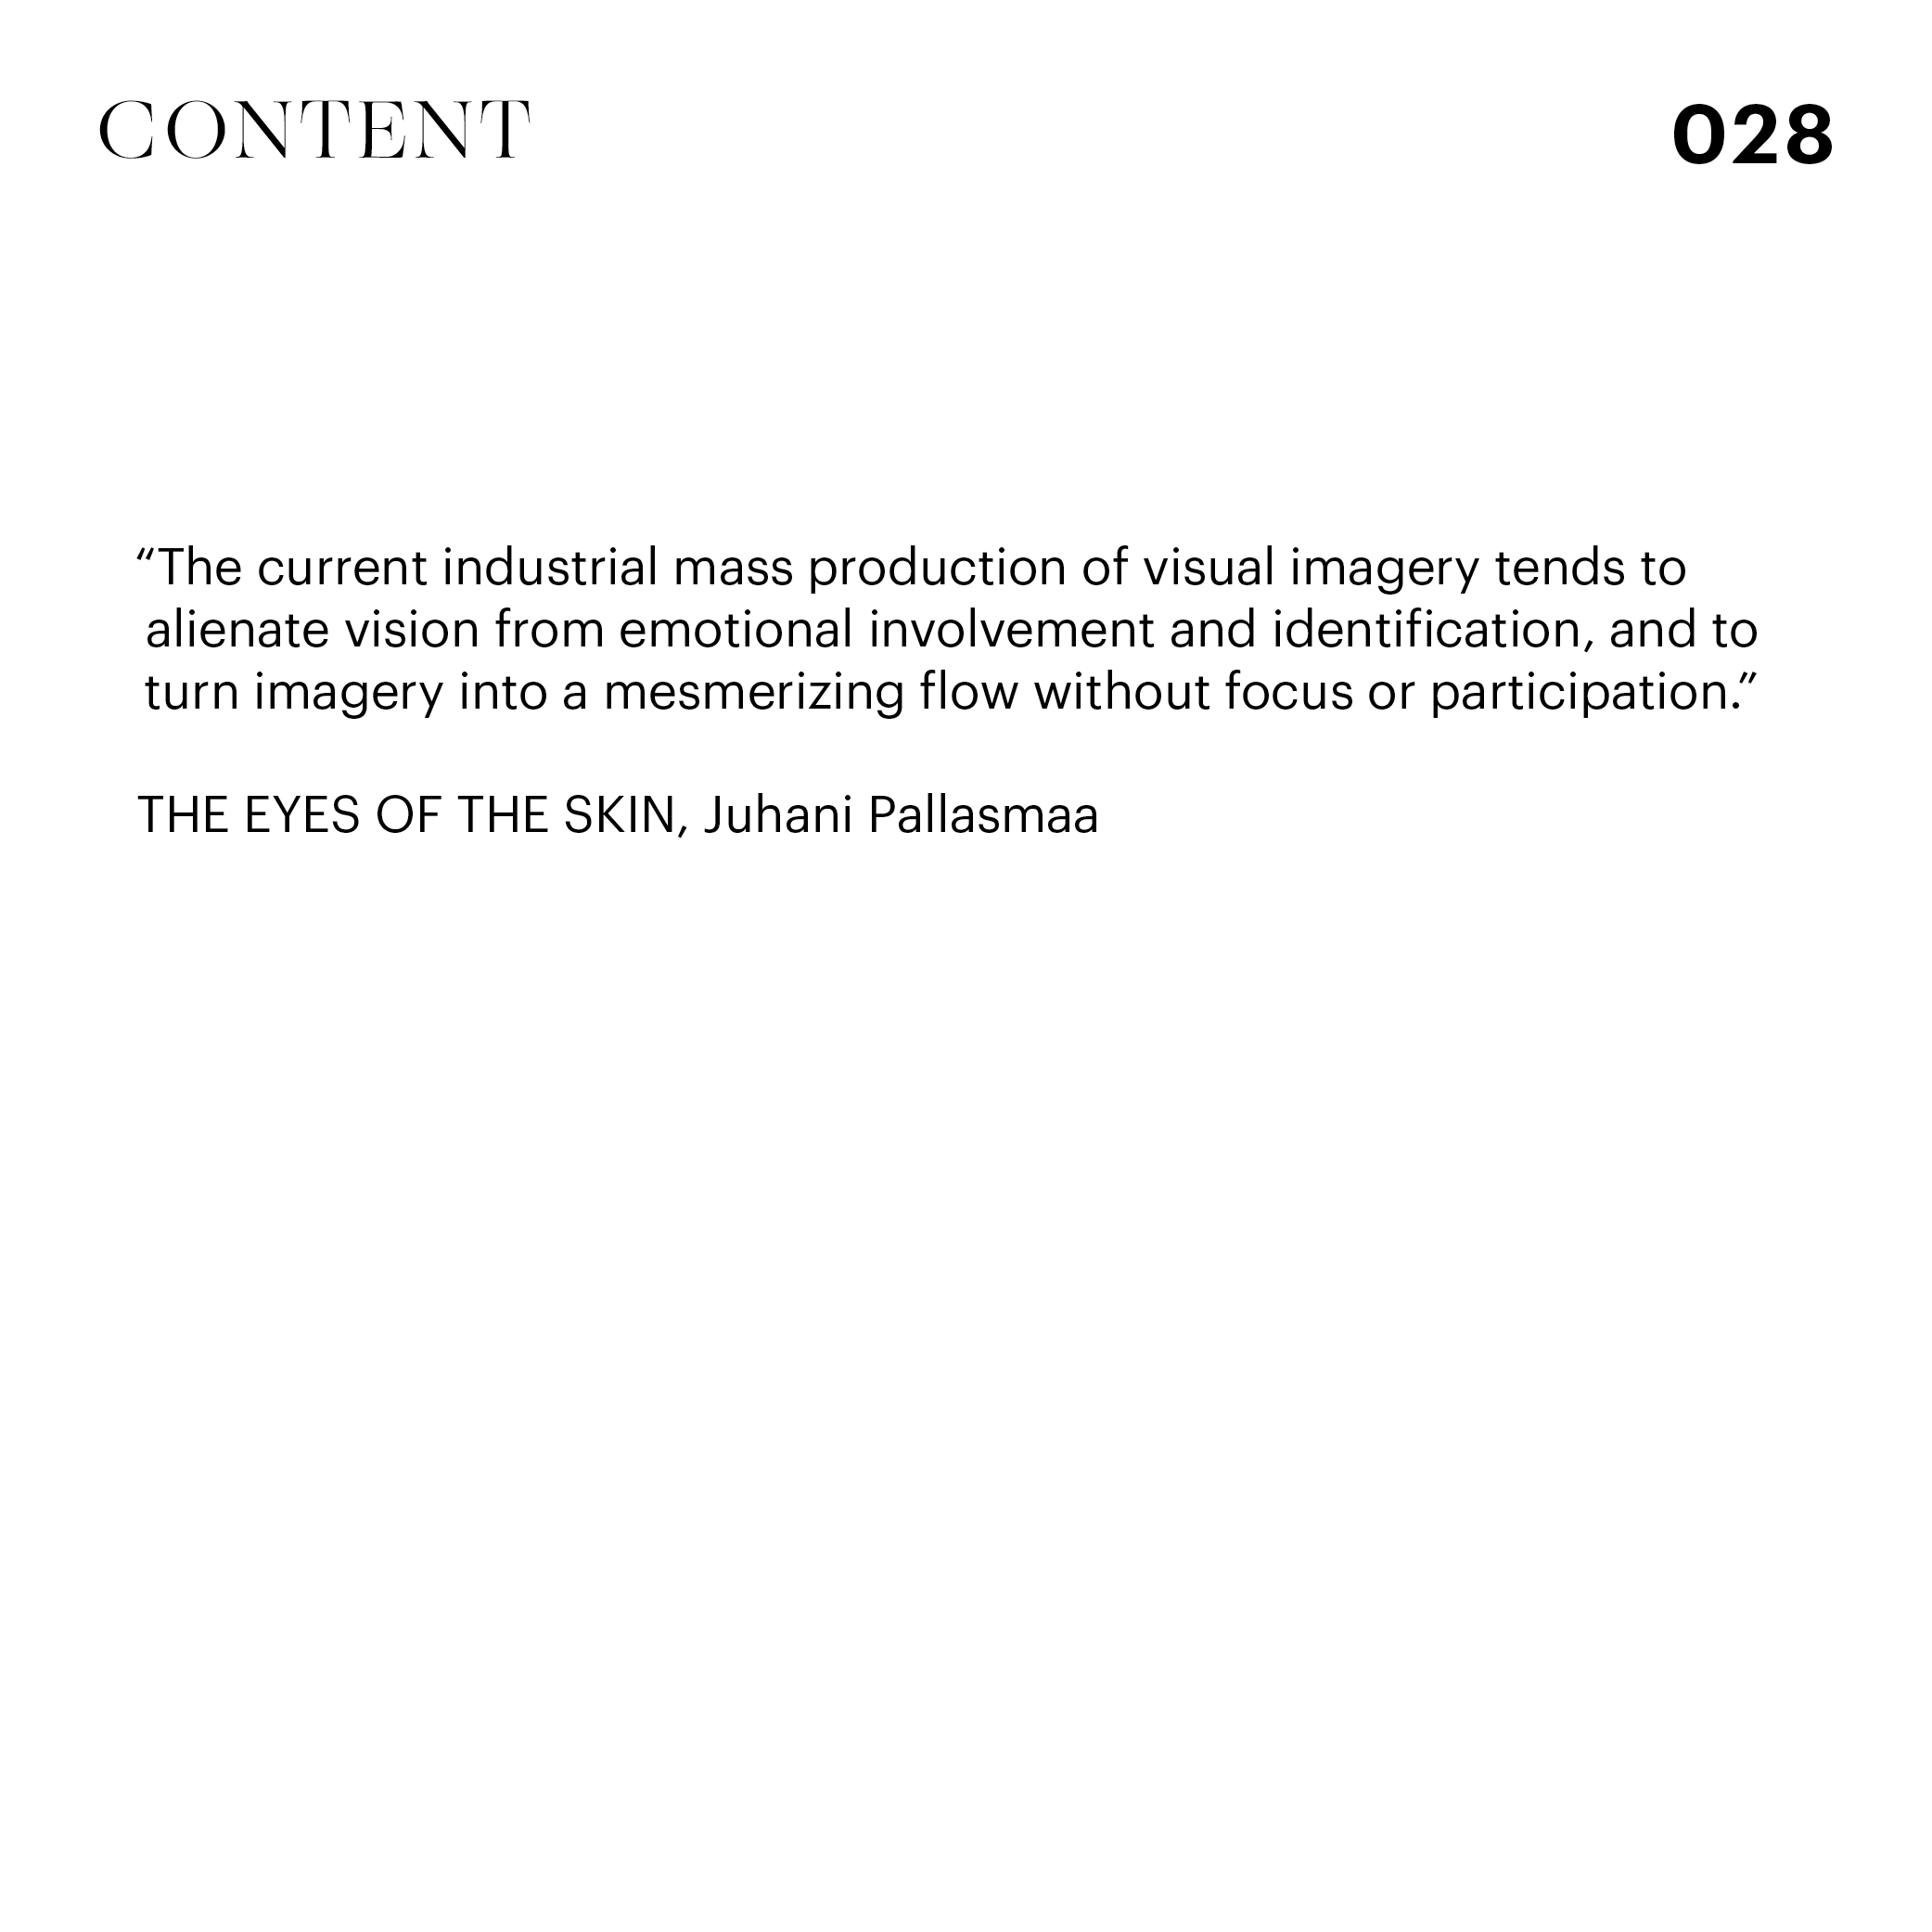 CONTENT
028
“The current industrial mass production of visual imagery tends to
alienate vision from emotional involvement and identification, and to
turn imagery into a mesmerizing flow without focus or participation.”
THE EYES OF THE SKIN, Juhani Pallasmaa